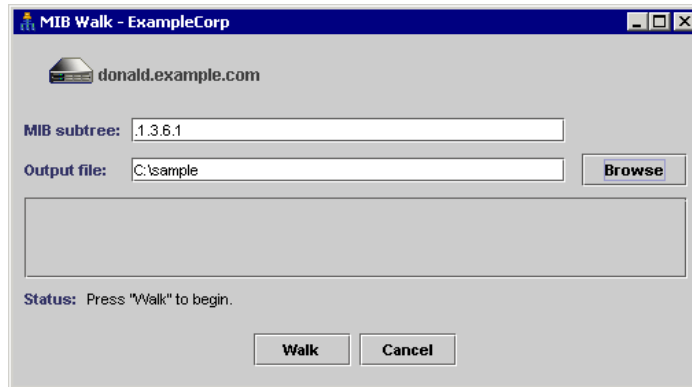 MIB Walk - ExampleCorp
donald.example.com
MIB subtree: .1.3.6.1
Output file: C:\sample Browse
Status: Press "Walk" to begin.
Walk Cancel